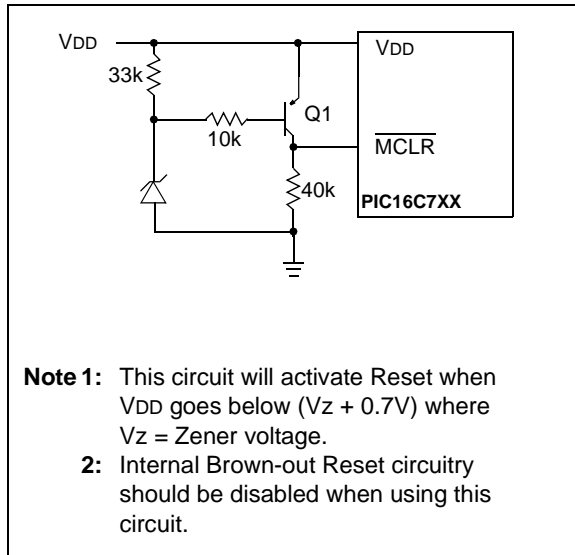 VDD
VDD
33k
Q1
10k
MCLR
40k
PIC16C7XX
Note 1: This circuit will activate Reset when
VDD goes below (Vz + 0.7V) where
Vz = Zener voltage.
2: Internal Brown-out Reset circuitry
should be disabled when using this
circuit.